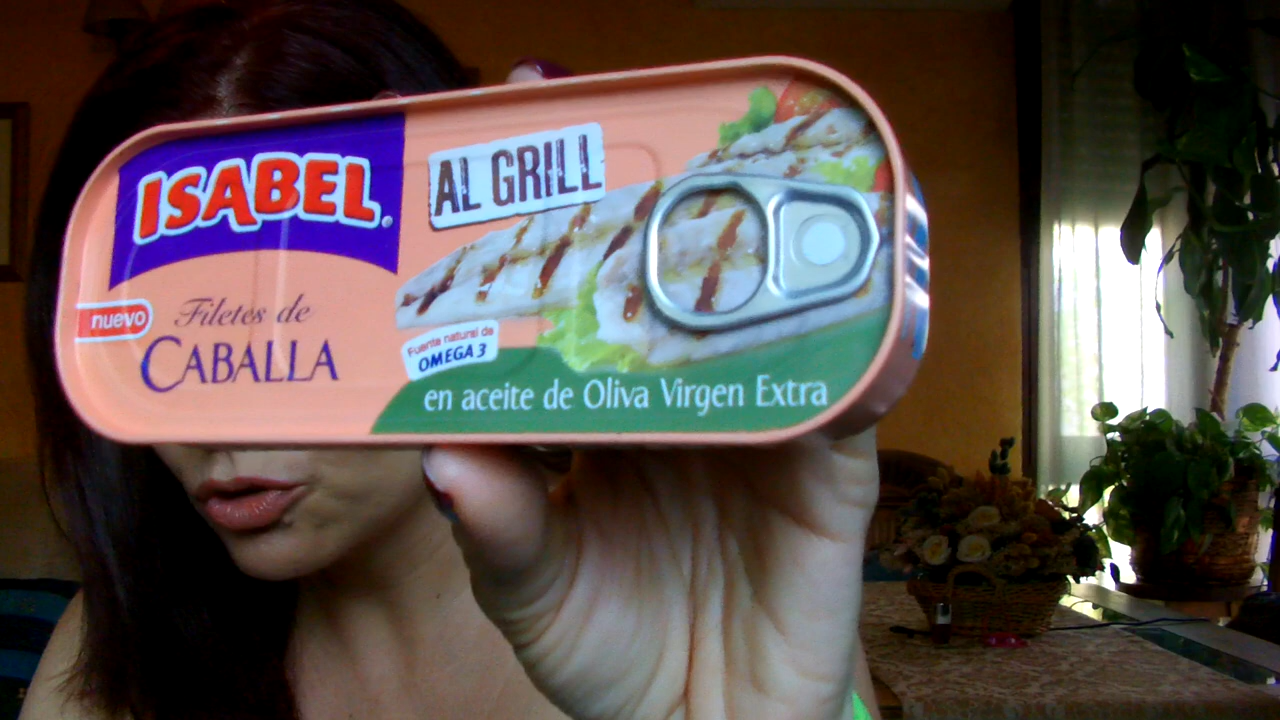 ISABEL
AL GRILL
nuevo
Filetes de
CABALLA
Fuente natural de
OMEGA 3
en aceite de Oliva Virgen Extra